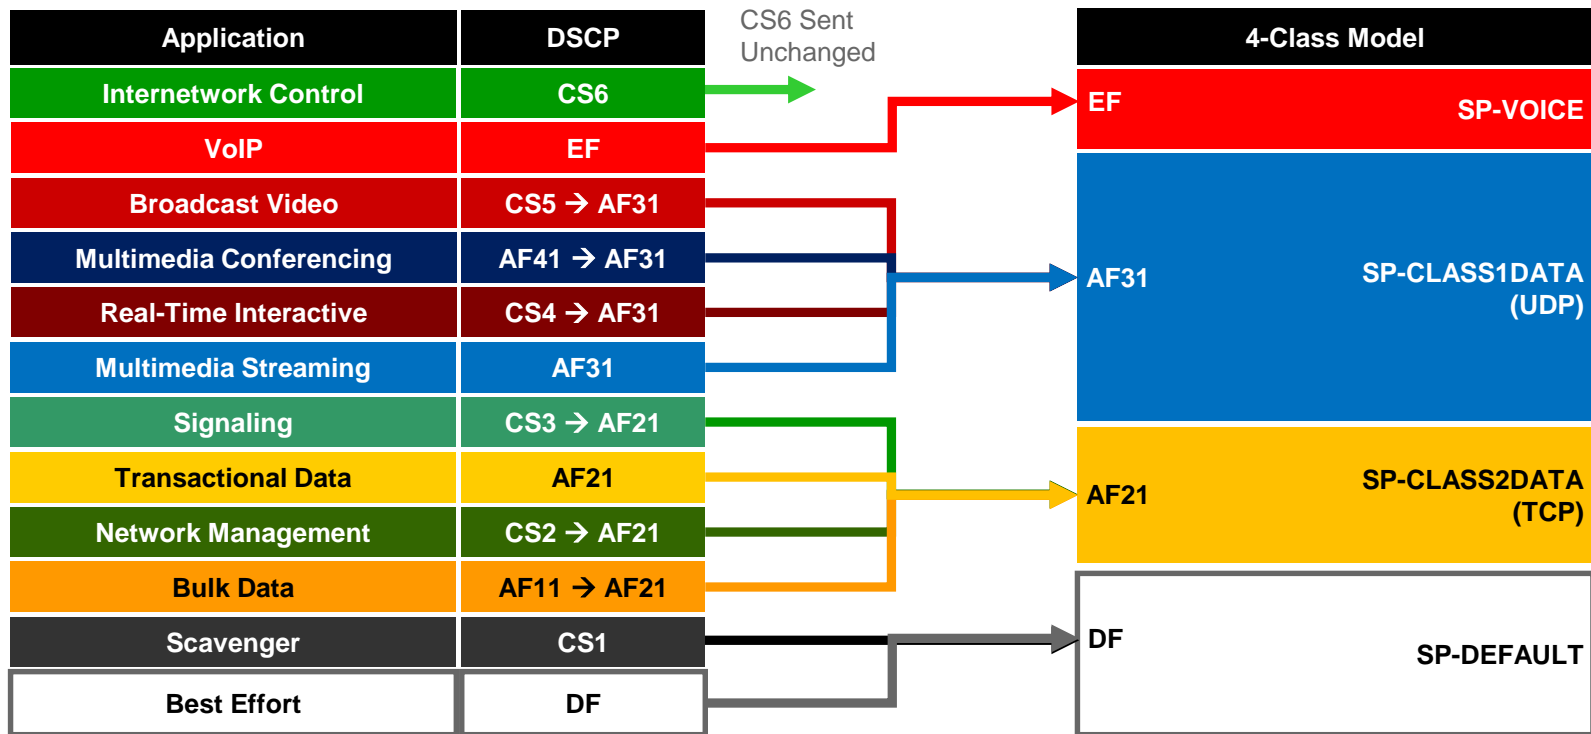 Application DSCP
CS6 Sent
Unchanged
4-Class Model
Internetwork Control CS6
VoIP EF
EF SP-VOICE
Broadcast Video CS5 → AF31
Multimedia Conferencing AF41 → AF31
Real-Time Interactive CS4 → AF31
Multimedia Streaming AF31
AF31 SP-CLASS1DATA
(UDP)
Signaling CS3 → AF21
Transactional Data AF21
Network Management CS2 → AF21
Bulk Data AF11 → AF21
AF21 SP-CLASS2DATA
(TCP)
Scavenger CS1
Best Effort DF
DF SP-DEFAULT